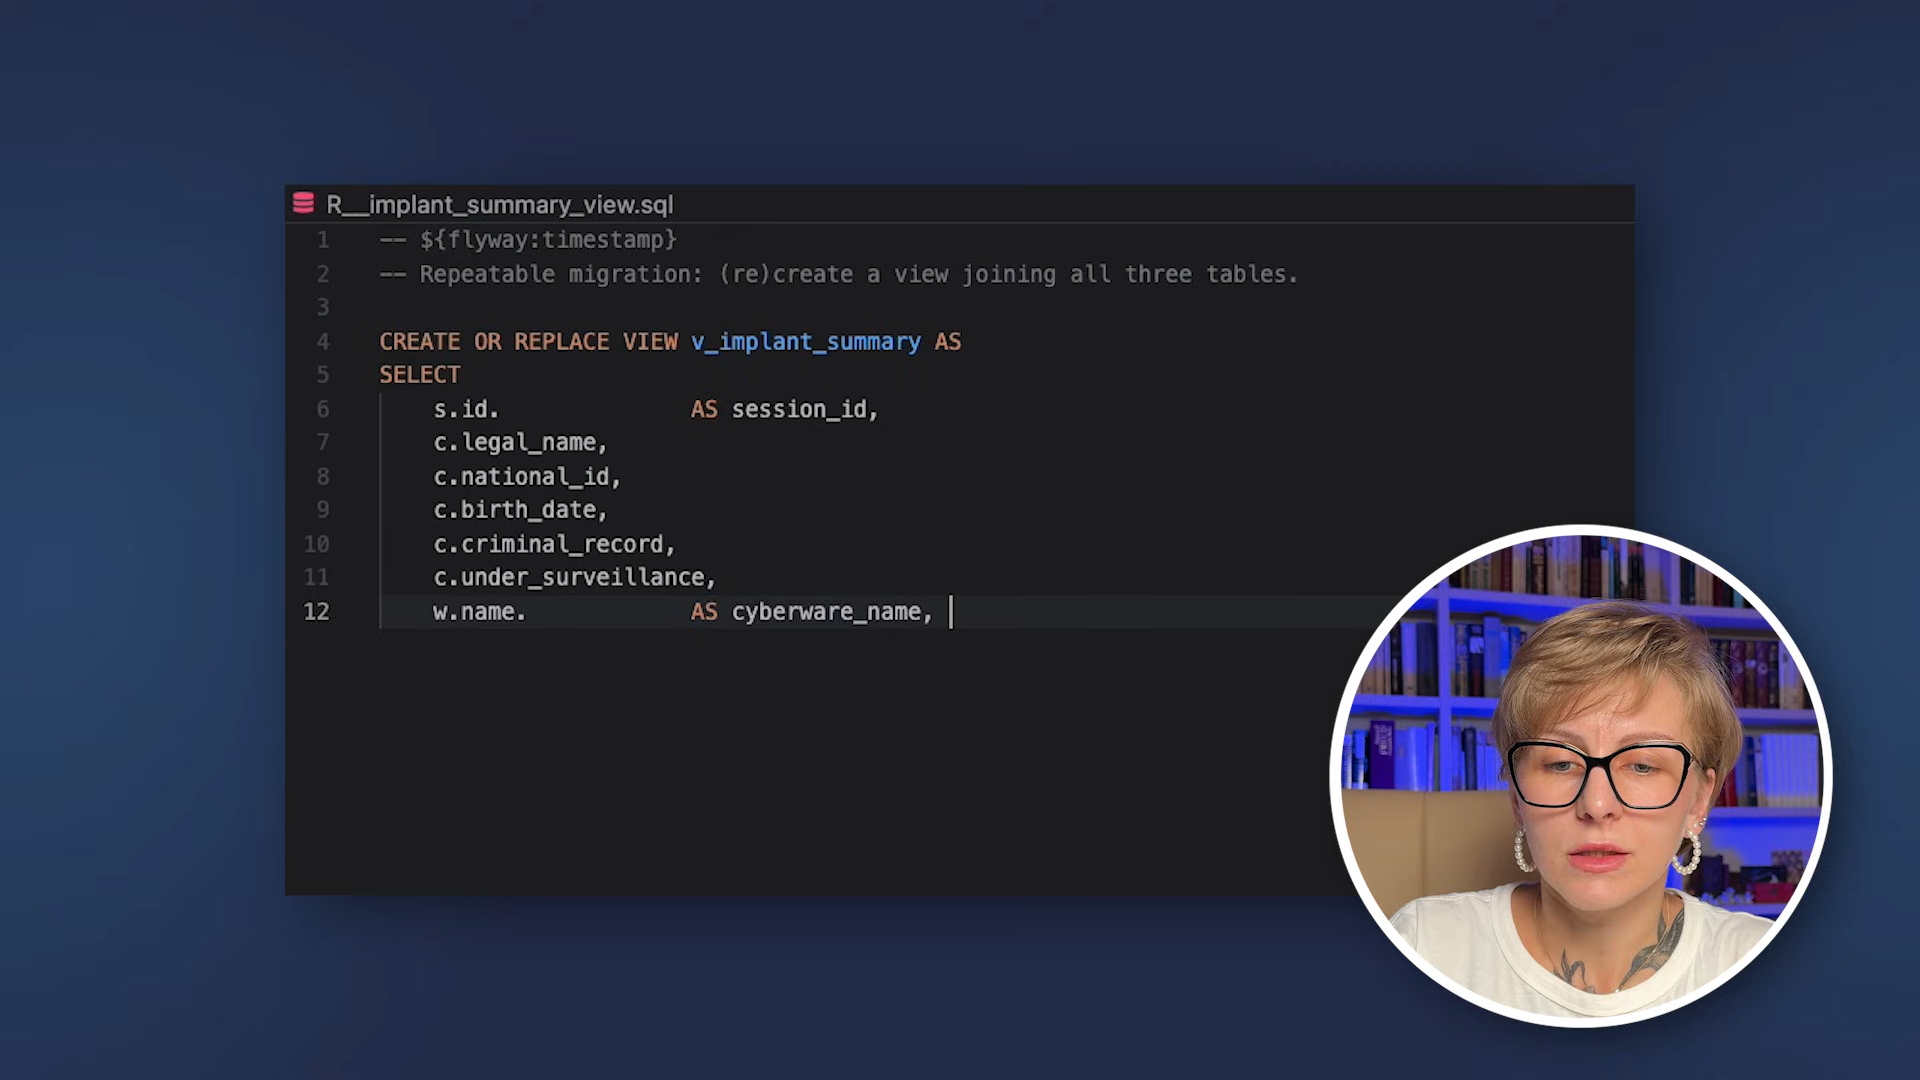 R__implant_summary_view.sql
1 -- ${flyway:timestamp}
2 -- Repeatable migration: (re)create a view joining all three tables.
3
4 CREATE OR REPLACE VIEW v_implant_summary AS
5 SELECT
6 s.id. AS session_id,
7 c.legal_name,
8 c.national_id,
9 c.birth_date,
10 c.criminal_record,
11 c.under_surveillance,
12 w.name. AS cyberware_name,